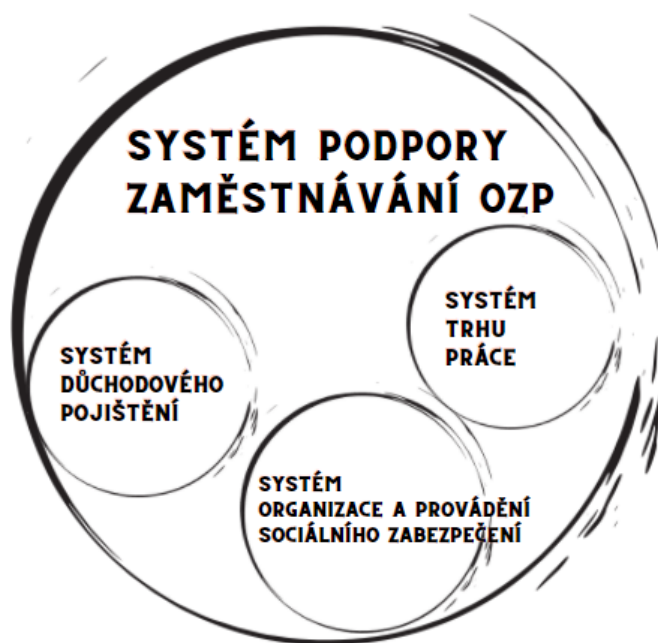 SYSTÉM PODPORY
ZAMĚSTNÁVÁNÍ OZP
SYSTÉM
TRHU
PRÁCE
SYSTÉM
DŮCHODOVÉHO
POJIŠTĚNÍ
SYSTÉM
ORGANIZACE A PROVÁDĚNÍ
SOCIÁLNÍHO ZABEZPEČENÍ